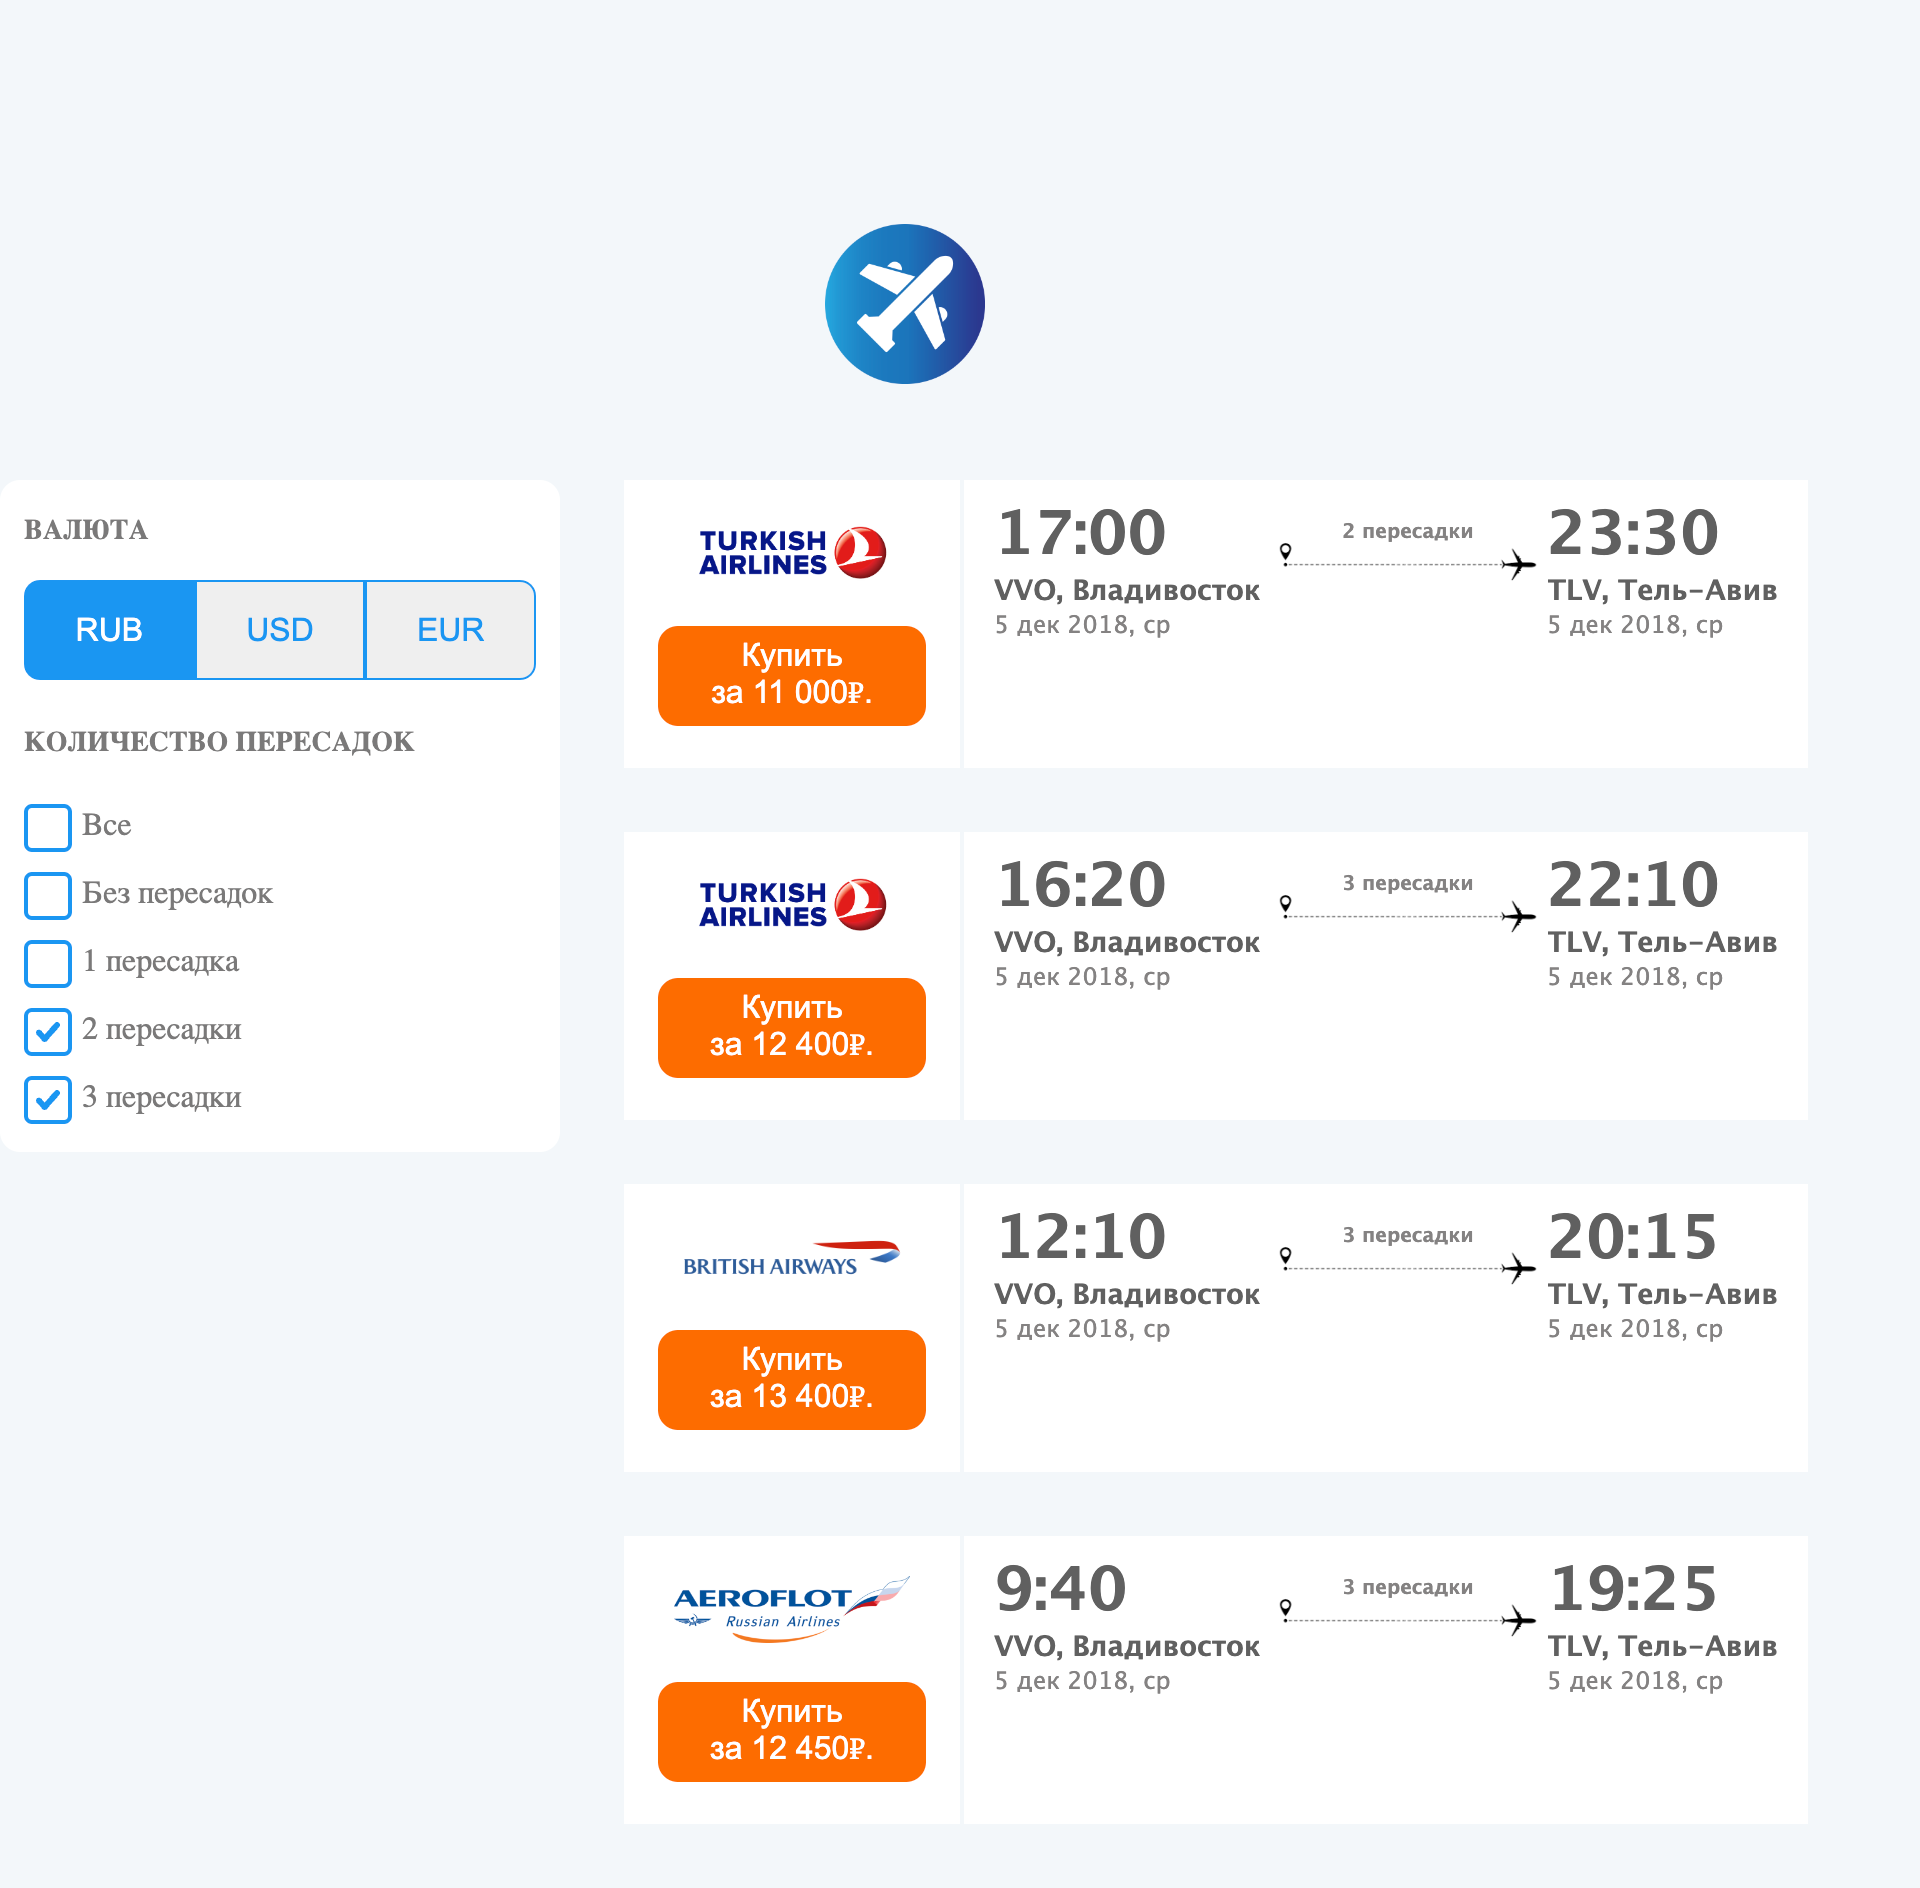 ВАЛЮТА
RUB
USD
EUR
КОЛИЧЕСТВО ПЕРЕСАДОК
Все
Без пересадок
1 пересадка
2 пересадки
3 пересадки
TURKISH
AIRLINES
Купить
за 11 000₽.
17:00
VVO, Владивосток
5 дек 2018, ср
2 пересадки
23:30
TLV, Тель-Авив
5 дек 2018, ср
TURKISH
AIRLINES
Купить
за 12 400₽.
16:20
VVO, Владивосток
5 дек 2018, ср
3 пересадки
22:10
TLV, Тель-Авив
5 дек 2018, ср
BRITISH AIRWAYS
Купить
за 13 400₽.
12:10
VVO, Владивосток
5 дек 2018, ср
3 пересадки
20:15
TLV, Тель-Авив
5 дек 2018, ср
AEROFLOT
Russian Airlines
Купить
за 12 450₽.
9:40
VVO, Владивосток
5 дек 2018, ср
3 пересадки
19:25
TLV, Тель-Авив
5 дек 2018, ср